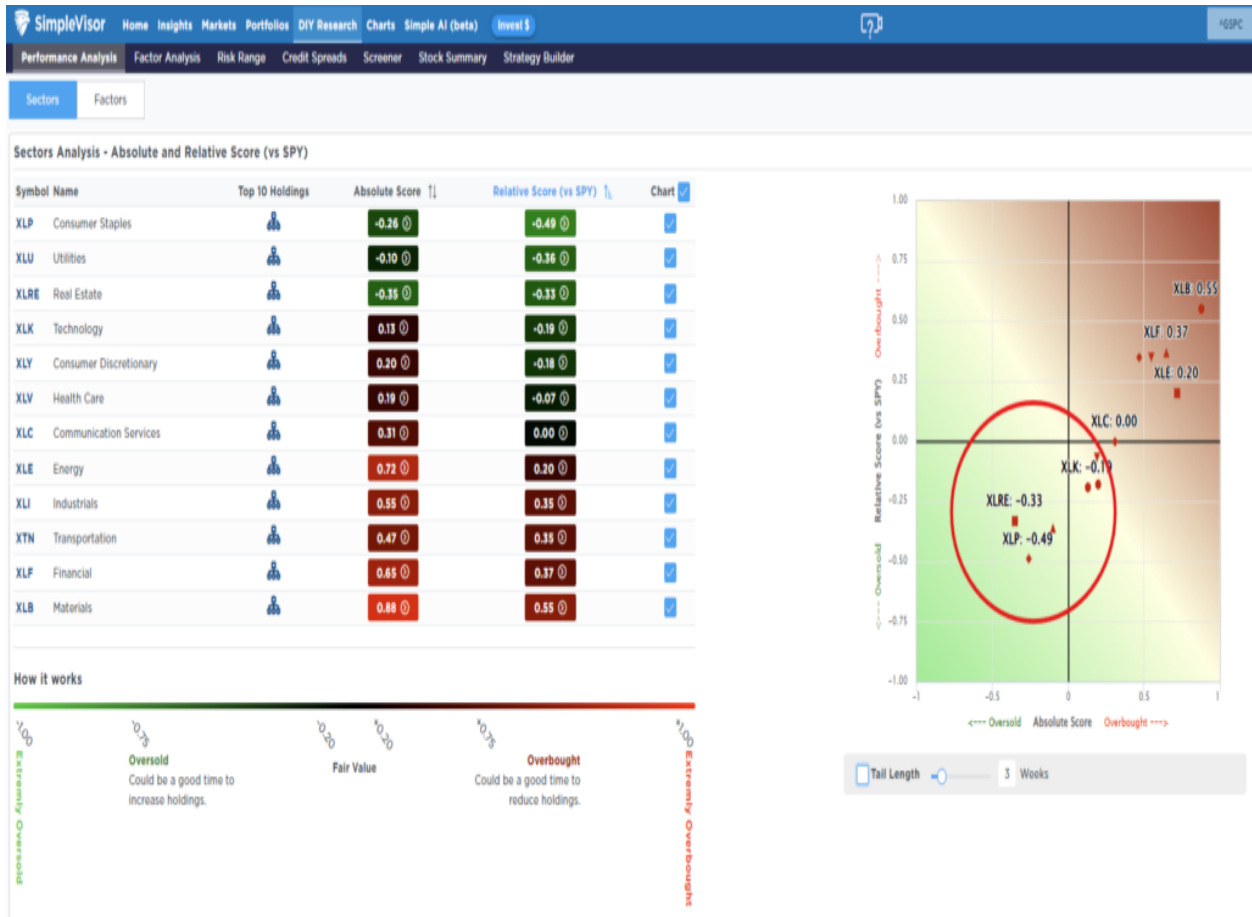 SimpleVisor Home Insights Markets Portfolios DIY Research Charts Simple AI (beta) Invest $ ^GSPC
Performance Analysis Factor Analysis Risk Range Credit Spreads Screener Stock Summary Strategy Builder
Sectors Factors
Sectors Analysis - Absolute and Relative Score (vs SPY)
Symbol Name Top 10 Holdings Absolute Score Relative Score (vs SPY) Chart
XLP Consumer Staples -0.26 -0.49
XLU Utilities -0.10 -0.36
XLRE Real Estate -0.35 -0.33
XLK Technology 0.13 -0.19
XLY Consumer Discretionary 0.20 -0.18
XLV Health Care 0.19 -0.07
XLC Communication Services 0.31 0.00
XLE Energy 0.72 0.20
XLI Industrials 0.55 0.35
XTN Transportation 0.47 0.35
XLF Financial 0.65 0.37
XLB Materials 0.88 0.55
How it works
-1.00 -0.75 -0.20 +0.20 +0.75 +1.00
Extremly Oversold
Oversold
Could be a good time to
increase holdings.
Fair Value
Overbought
Could be a good time to
reduce holdings.
Extremly Overbought
1.00
0.75
0.50
0.25
0.00
-0.25
-0.50
-0.75
-1.00
<--- Oversold Relative Score (vs SPY) Overbought --->
XLB: 0.55
XLF: 0.37
XLE: 0.20
XLC: 0.00
XLK: -0.19
XLRE: -0.33
XLP: -0.49
-1 -0.5 0 0.5 1
<--- Oversold Absolute Score Overbought --->
Tail Length 3 Weeks